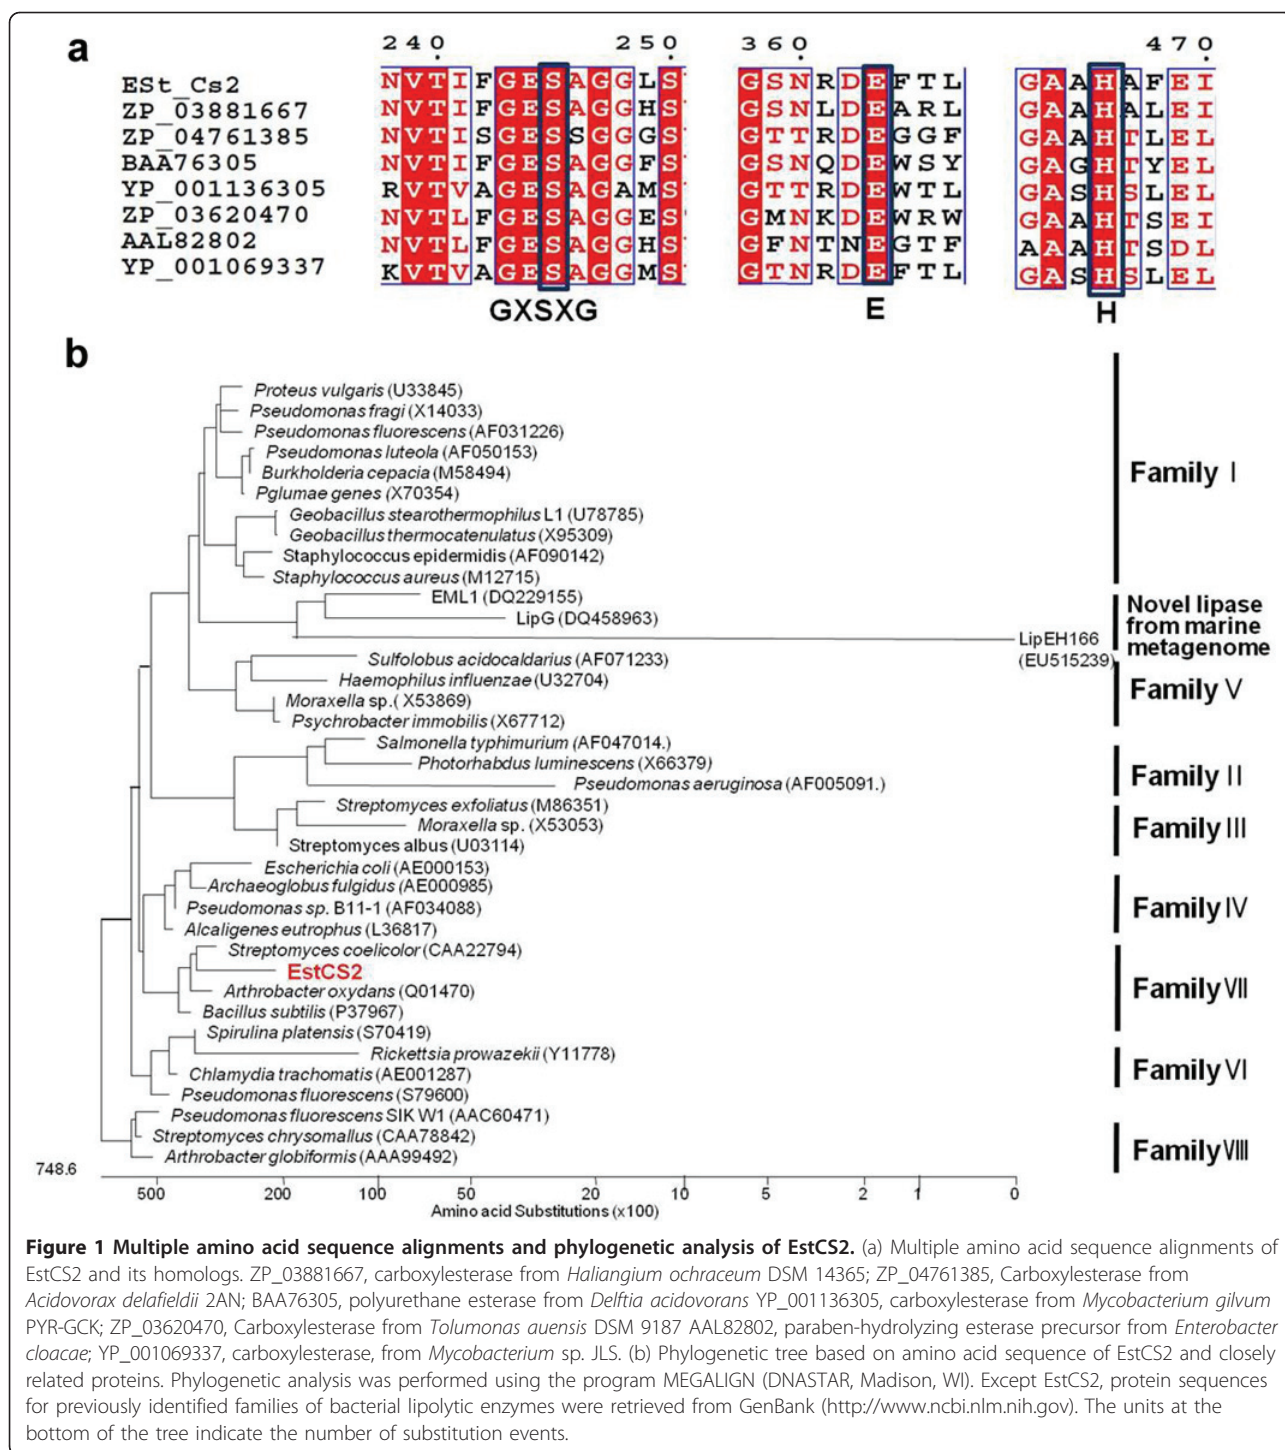 a
240 250 360 470
ESt_Cs2 NVTIFGESAGGLS GSNRDEFTL GAAHAFEI
ZP_03881667 NVTIFGESAGGHS GSNLDEARL GAAHALEI
ZP_04761385 NVTISGESSGGGS GTTRDEGGF GAAHTLEL
BAA76305 NVTIFGESAGGFS GSNQDEWSY GAGHTYEL
YP_001136305 RVTVAGESAGAMS GTTRDEWTL GASHSLEL
ZP_03620470 NVTLFGESAGGES GMNKDEWRW GAAHTSEI
AAL82802 NVTLFGESAGGHS GFNTNEGTF AAAHTSDL
YP_001069337 KVTVAGESAGGMS GTNRDEFTL GASHSLEL
GXSXG E H
b
Proteus vulgaris (U33845)
Pseudomonas fragi (X14033)
Pseudomonas fluorescens (AF031226)
Pseudomonas luteola (AF050153)
Burkholderia cepacia (M58494)
Family I
Pglumae genes (X70354)
Geobacillus stearothermophilus L1 (U78785)
Geobacillus thermocatenulatus (X95309)
Staphylococcus epidermidis (AF090142)
Staphylococcus aureus (M12715)
EML1 (DQ229155)
LipG (DQ458963)
LipEH166
(EU515239)
Novel lipase
from marine
metagenome
Sulfolobus acidocaldarius (AF071233)
Haemophilus influenzae (U32704)
Moraxella sp.( X53869)
Psychrobacter immobilis (X67712)
Family V
Salmonella typhimurium (AF047014.)
Photorhabdus luminescens (X66379)
Pseudomonas aeruginosa (AF005091.)
Family II
Streptomyces exfoliatus (M86351)
Moraxella sp. (X53053)
Streptomyces albus (U03114)
Family III
Escherichia coli (AE000153)
Archaeoglobus fulgidus (AE000985)
Pseudomonas sp. B11-1 (AF034088)
Alcaligenes eutrophus (L36817)
Family IV
Streptomyces coelicolor (CAA22794)
EstCS2
Arthrobacter oxydans (Q01470)
Bacillus subtilis (P37967)
Family VII
Spirulina platensis (S70419)
Rickettsia prowazekii (Y11778)
Chlamydia trachomatis (AE001287)
Pseudomonas fluorescens (S79600)
Family VI
Pseudomonas fluorescens SIK W1 (AAC60471)
Streptomyces chrysomallus (CAA78842)
Arthrobacter globiformis (AAA99492)
Family VIII
748.6
500 200 100 50 20 10 5 2 1 0
Amino acid Substitutions (x100)
Figure 1 Multiple amino acid sequence alignments and phylogenetic analysis of EstCS2. (a) Multiple amino acid sequence alignments of
EstCS2 and its homologs. ZP_03881667, carboxylesterase from Haliangium ochraceum DSM 14365; ZP_04761385, Carboxylesterase from
Acidovorax delafieldii 2AN; BAA76305, polyurethane esterase from Delftia acidovorans YP_001136305, carboxylesterase from Mycobacterium gilvum
PYR-GCK; ZP_03620470, Carboxylesterase from Tolumonas auensis DSM 9187 AAL82802, paraben-hydrolyzing esterase precursor from Enterobacter
cloacae; YP_001069337, carboxylesterase, from Mycobacterium sp. JLS. (b) Phylogenetic tree based on amino acid sequence of EstCS2 and closely
related proteins. Phylogenetic analysis was performed using the program MEGALIGN (DNASTAR, Madison, WI). Except EstCS2, protein sequences
for previously identified families of bacterial lipolytic enzymes were retrieved from GenBank (http://www.ncbi.nlm.nih.gov). The units at the
bottom of the tree indicate the number of substitution events.